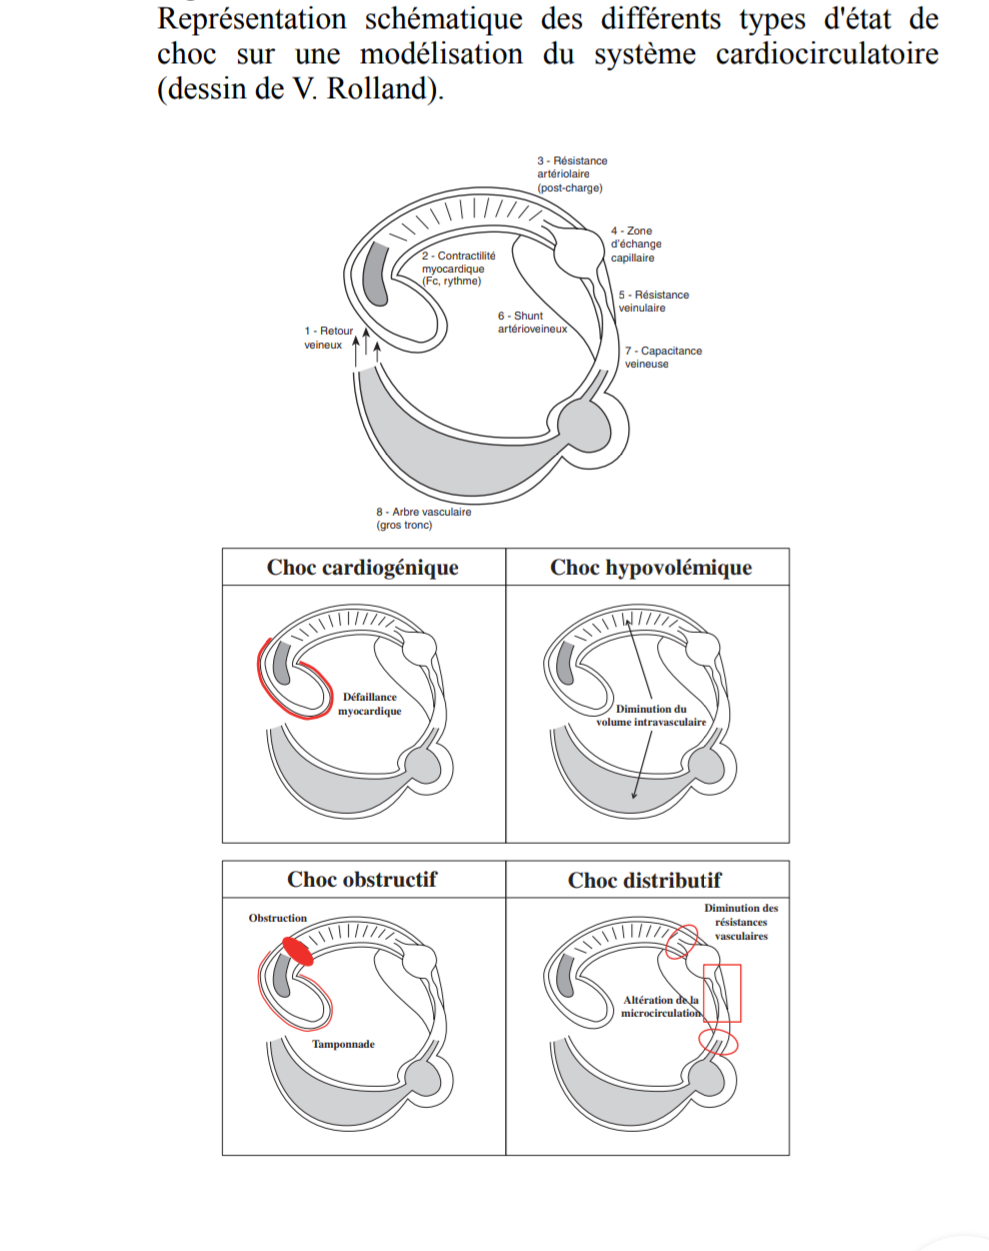 Représentation schématique des différents types d'état de
choc sur une modélisation du système cardiocirculatoire
(dessin de V. Rolland).
3 - Résistance
artériolaire
(post-charge)
4 - Zone
d'échange
capillaire
2 - Contractilité
myocardique
(Fc, rythme)
5 - Résistance
veinulaire
6 - Shunt
artérioveineux
1 - Retour
veineux
7 - Capacitance
veineuse
8 - Arbre vasculaire
(gros tronc)
Choc cardiogénique
Choc hypovolémique
Défaillance
myocardique
Diminution du
volume intravasculaire
Choc obstructif
Choc distributif
Obstruction
Tamponnade
Diminution des
résistances
vasculaires
Altération de la
microcirculation